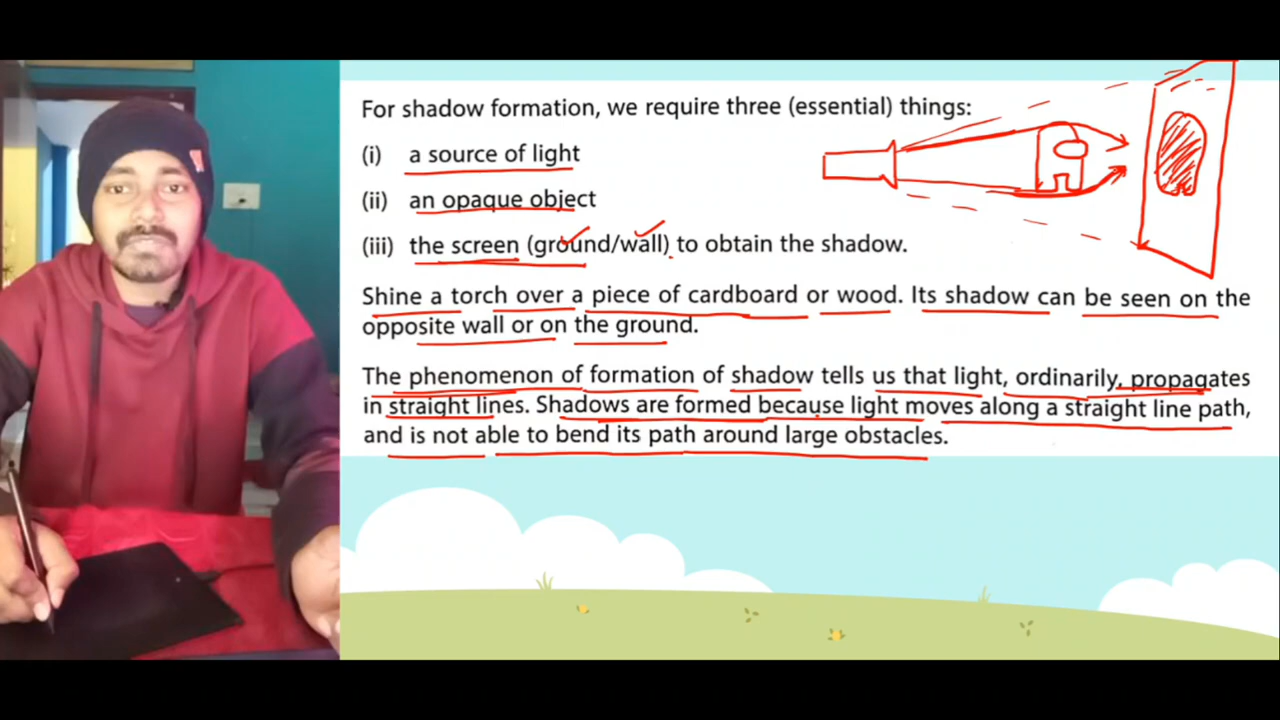 For shadow formation, we require three (essential) things:
(i) a source of light
(ii) an opaque object
(iii) the screen (ground/wall) to obtain the shadow.
Shine a torch over a piece of cardboard or wood. Its shadow can be seen on the
opposite wall or on the ground.
The phenomenon of formation of shadow tells us that light, ordinarily, propagates
in straight lines. Shadows are formed because light moves along a straight line path,
and is not able to bend its path around large obstacles.